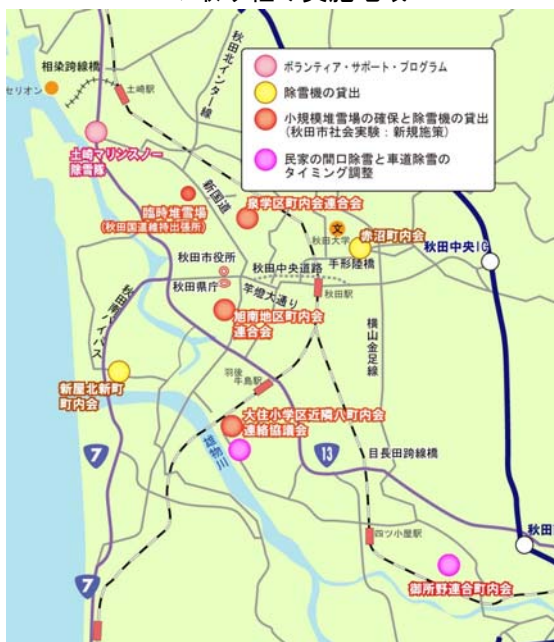 ボランティア・サポート・プログラム
除雪機の貸出
小規模堆雪場の確保と除雪機の貸出
(秋田市社会実験:新規施策)
民家の間口除雪と車道除雪の
タイミング調整
相染跨線橋
セリオン
土崎駅
秋田北インター線
土崎マリンスノー
除雪隊
臨時堆雪場
(秋田国道維持出張所)
新国道
泉学区町内会連合会
文
秋田大学
赤沼町内会
手形陸橋
秋田中央IC
秋田市役所
秋田県庁
秋田中央道路
竿燈大通り
秋田駅
秋田南バイパス
旭南地区町内会
連合会
横山金足線
羽後
牛島駅
新屋北新町
町内会
大住小学区近隣八町内会
連絡協議会
雄物川
7
13
目長田跨線橋
秋田
四ツ小屋駅
御所野連合町内会
7